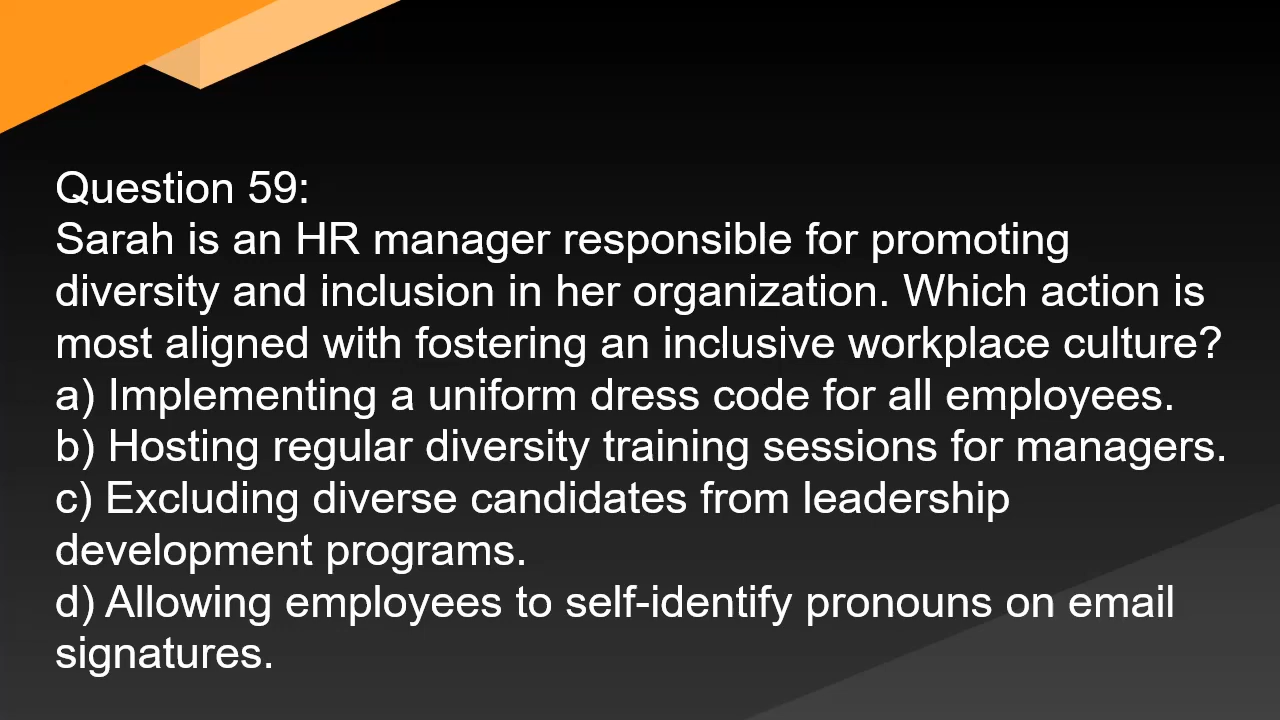 Question 59:
Sarah is an HR manager responsible for promoting
diversity and inclusion in her organization. Which action is
most aligned with fostering an inclusive workplace culture?
a) Implementing a uniform dress code for all employees.
b) Hosting regular diversity training sessions for managers.
c) Excluding diverse candidates from leadership
development programs.
d) Allowing employees to self-identify pronouns on email
signatures.